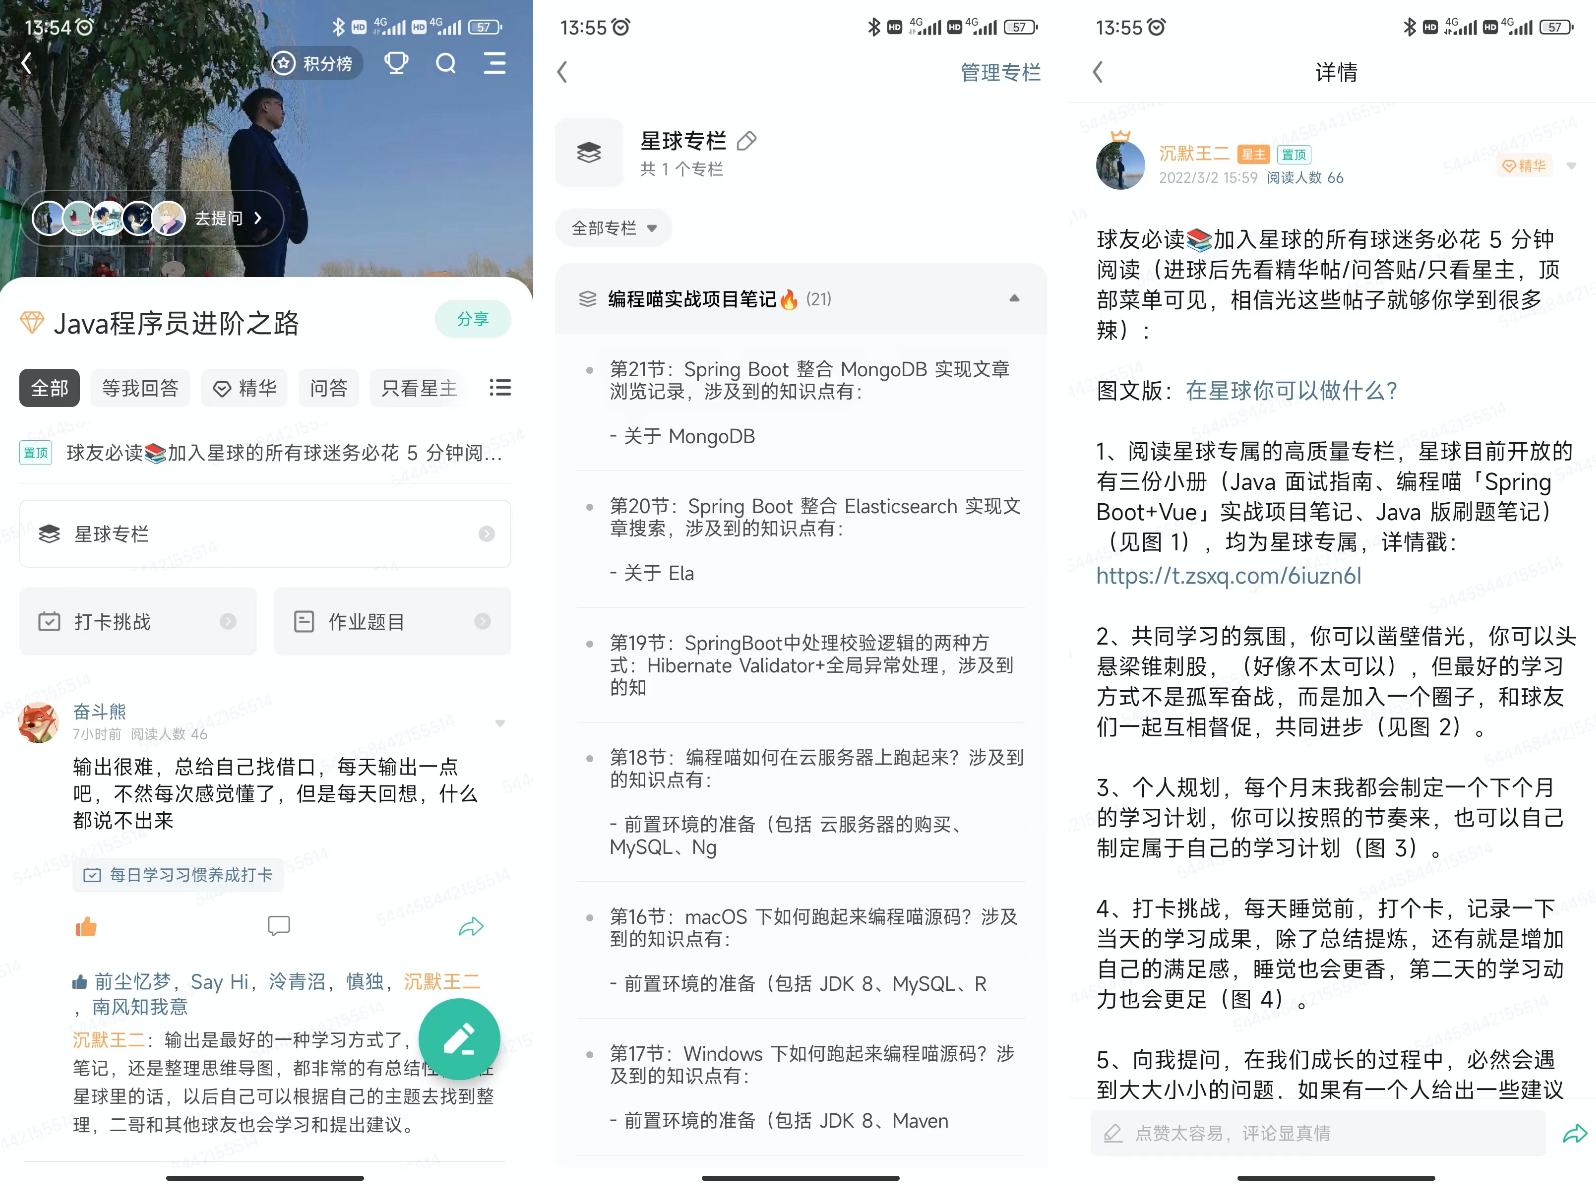 13:54
4G
4G
57
积分榜
去提问
Java程序员进阶之路
分享
全部
等我回答
精华
问答
只看星主
置顶
球友必读📚加入星球的所有球迷务必花 5 分钟阅...
星球专栏
打卡挑战
作业题目
奋斗熊
7小时前 阅读人数 46
输出很难，总给自己找借口，每天输出一点
吧，不然每次感觉懂了，但是每天回想，什么
都说不出来
每日学习习惯养成打卡
前尘忆梦，Say Hi，泠青沼，慎独，沉默王二
，南风知我意
沉默王二：输出是最好的一种学习方式了，
笔记，还是整理思维导图，都非常的有总结性
星球里的话，以后自己可以根据自己的主题去找到整
理，二哥和其他球友也会学习和提出建议。
13:55
HD 4G
HD 4G
57
管理专栏
星球专栏
共 1 个专栏
全部专栏
编程喵实战项目笔记🔥 (21)
第21节：Spring Boot 整合 MongoDB 实现文章
浏览记录，涉及到的知识点有：
- 关于 MongoDB
第20节：Spring Boot 整合 Elasticsearch 实现文
章搜索，涉及到的知识点有：
- 关于 Ela
第19节：SpringBoot中处理校验逻辑的两种方
式：Hibernate Validator+全局异常处理，涉及到
的知
第18节：编程喵如何在云服务器上跑起来？涉及到
的知识点有：
- 前置环境的准备（包括 云服务器的购买、
MySQL、Ng
第16节：macOS 下如何跑起来编程喵源码？涉及
到的知识点有：
- 前置环境的准备（包括 JDK 8、MySQL、R
第17节：Windows 下如何跑起来编程喵源码？涉
及到的知识点有：
- 前置环境的准备（包括 JDK 8、Maven
13:55
HD 4G
HD 4G
57
详情
沉默王二 星主 置顶
2022/3/2 15:59 阅读人数 66
精华
球友必读📚加入星球的所有球迷务必花 5 分钟
阅读（进球后先看精华帖/问答贴/只看星主，顶
部菜单可见，相信光这些帖子就够你学到很多
辣）：
图文版：在星球你可以做什么？
1、阅读星球专属的高质量专栏，星球目前开放的
有三份小册（Java 面试指南、编程喵「Spring
Boot+Vue」实战项目笔记、Java 版刷题笔记）
（见图 1），均为星球专属，详情戳：
https://t.zsxq.com/6iuzn6l
2、共同学习的氛围，你可以凿壁借光，你可以头
悬梁锥刺股，（好像不太可以），但最好的学习
方式不是孤军奋战，而是加入一个圈子，和球友
们一起互相督促，共同进步（见图 2）。
3、个人规划，每个月末我都会制定一个下个月
的学习计划，你可以按照的节奏来，也可以自己
制定属于自己的学习计划（图 3）。
4、打卡挑战，每天睡觉前，打个卡，记录一下
当天的学习成果，除了总结提炼，还有就是增加
自己的满足感，睡觉也会更香，第二天的学习动
力也会更足（图 4）。
5、向我提问，在我们成长的过程中，必然会遇
到大大小小的问题，如果有一个人给出一些建议
点赞太容易，评论显真情